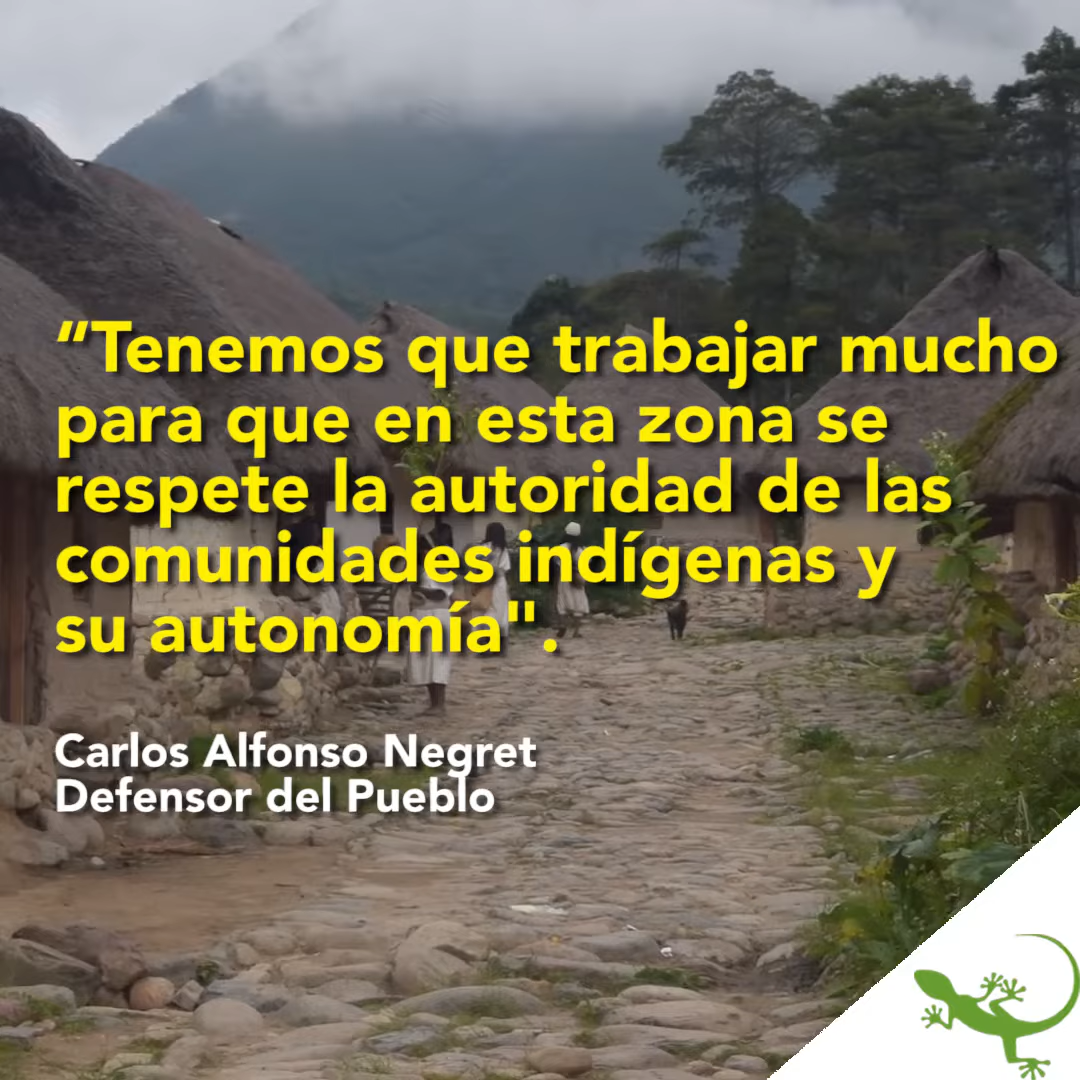 “Tenemos que trabajar mucho
para que en esta zona se
respete la autoridad de las
comunidades indígenas y
su autonomía".
Carlos Alfonso Negret
Defensor del Pueblo